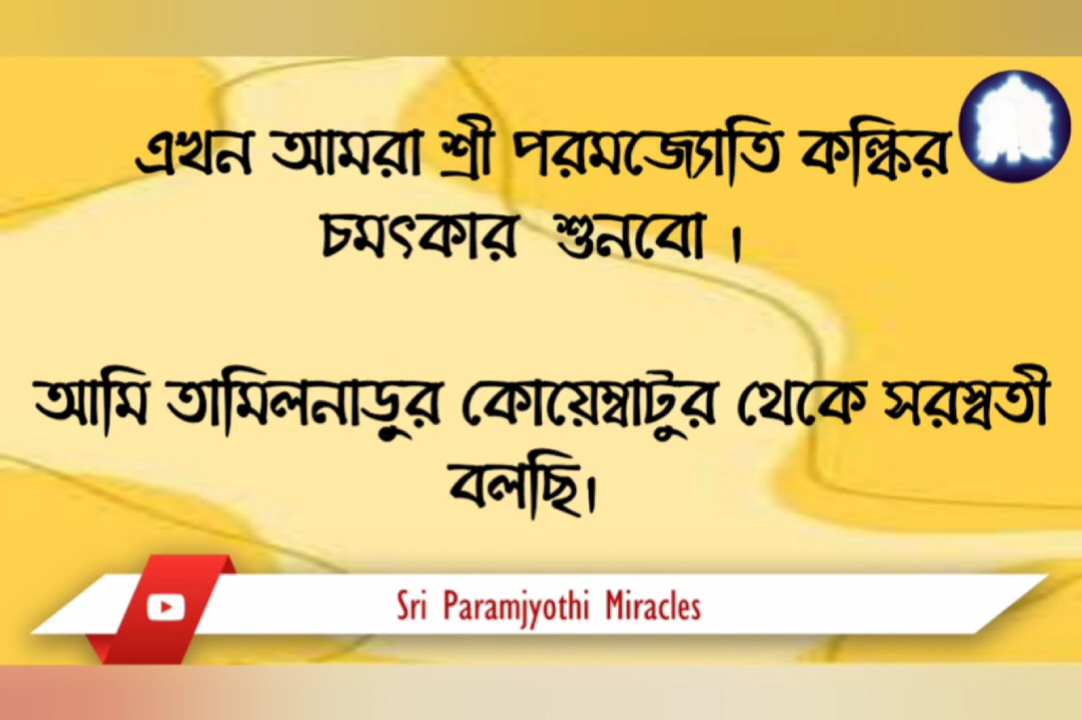 এখন আমরা শ্রী পরমজ্যোতি কল্কির
চমৎকার শুনবো ।
আমি তামিলনাড়ুর কোয়েম্বাটুর থেকে সরস্বতী
বলছি।
Sri Paramjyothi Miracles